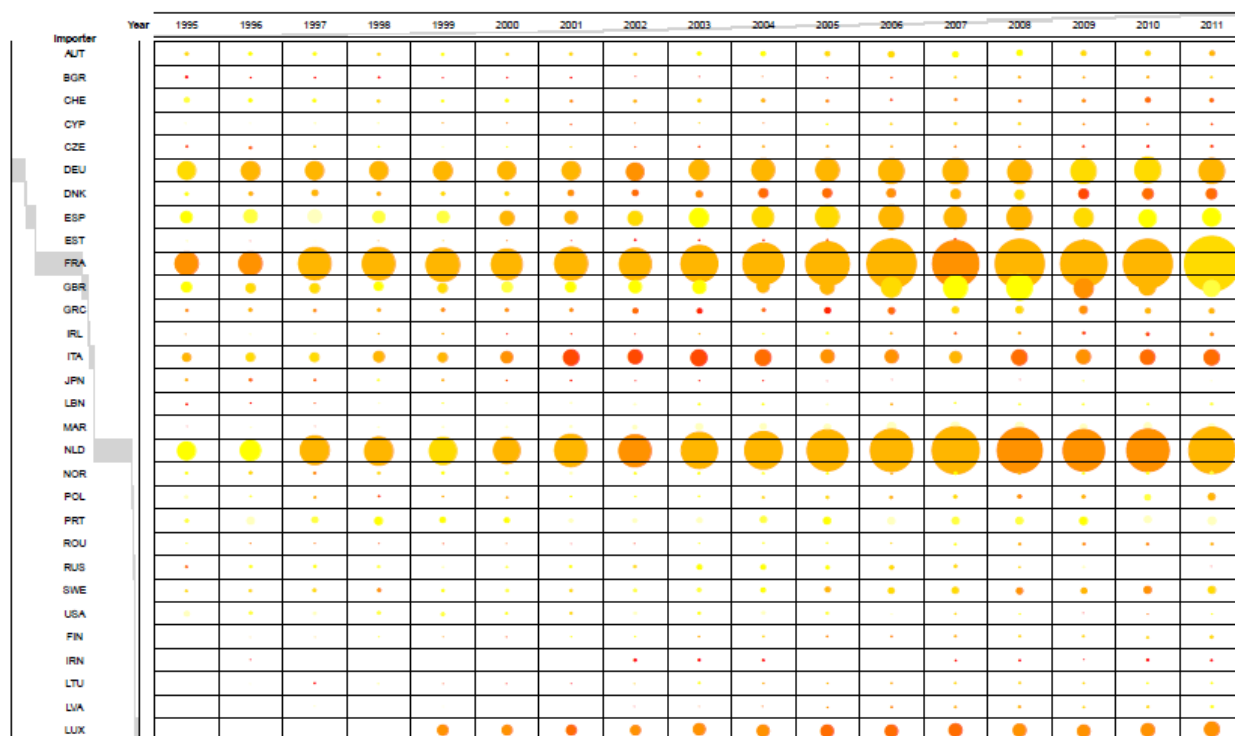 Year 1995 1996 1997 1998 1999 2000 2001 2002 2003 2004 2005 2006 2007 2008 2009 2010 2011
Importer
AUT
BGR
CHE
CYP
CZE
DEU
DNK
ESP
EST
FRA
GBR
GRC
IRL
ITA
JPN
LBN
MAR
NLD
NOR
POL
PRT
ROU
RUS
SWE
USA
FIN
IRN
LTU
LVA
LUX